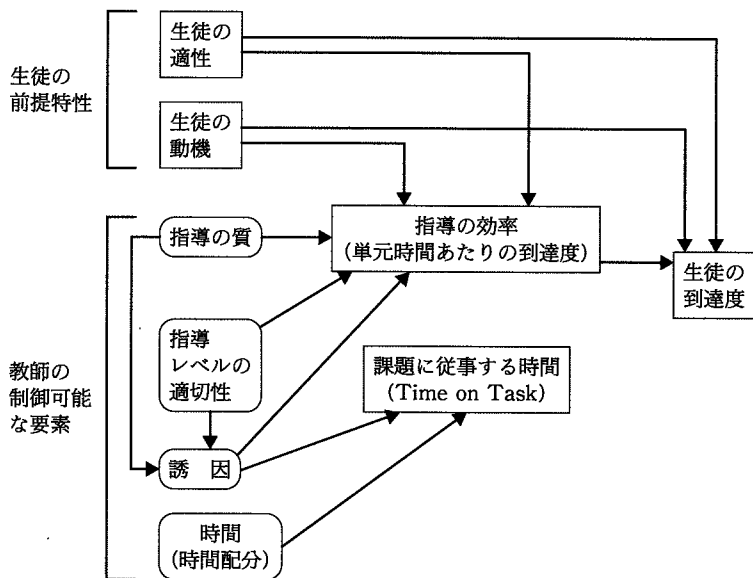 生徒の
前提特性
生徒の
適性
生徒の
動機
教師の
制御可能
な要素
指導の質
指導
レベルの
適切性
誘　因
時間
(時間配分)
指導の効率
(単元時間あたりの到達度)
課題に従事する時間
(Time on Task)
生徒の
到達度